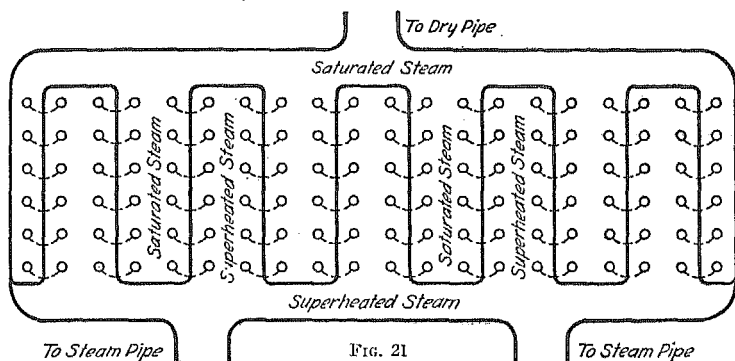 To Dry Pipe
Saturated Steam
Saturated Steam
Superheated Steam
Saturated Steam
Superheated Steam
Superheated Steam
To Steam Pipe
FIG. 21
To Steam Pipe